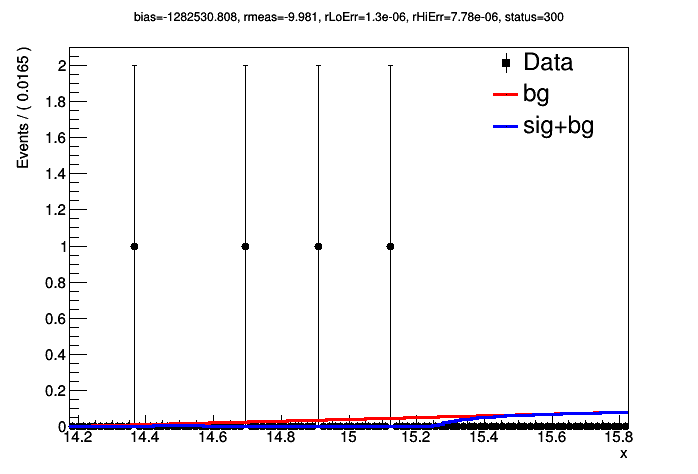 bias=-1282530.808, rmeas=-9.981, rLoErr=1.3e-06, rHiErr=7.78e-06, status=300
Events / ( 0.0165 )
2
1.8
1.6
1.4
1.2
1
0.8
0.6
0.4
0.2
0
Data
bg
sig+bg
14.2 14.4 14.6 14.8 15 15.2 15.4 15.6 15.8
x